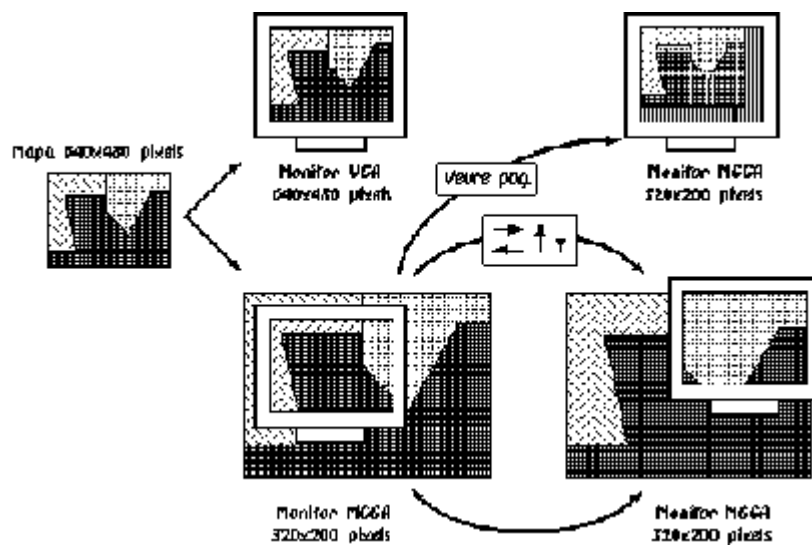 Mapa 640x480 pixels
Monitor VGA
640x480 pixels
Monitor MCGA
320x200 pixels
veure pag.
Monitor MCGA
320x200 pixels
Monitor MCGA
320x200 pixels